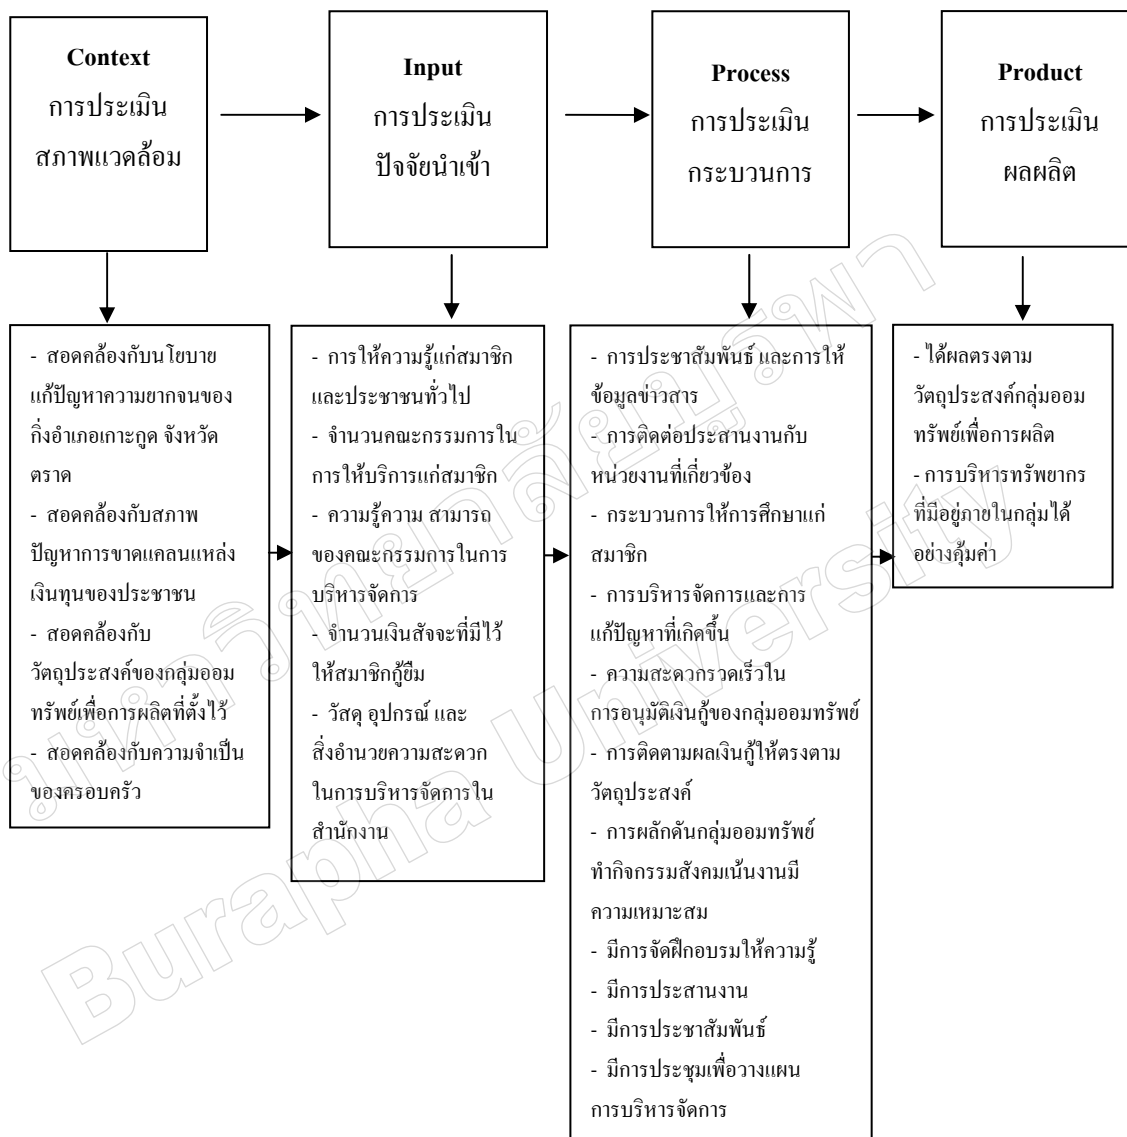 Context
การประเมิน
สภาพแวดล้อม
Input
การประเมิน
ปัจจัยนำเข้า
Process
การประเมิน
กระบวนการ
Product
การประเมิน
ผลผลิต
- สอดคล้องกับนโยบาย
แก้ปัญหาความยากจนของ
กิ่งอำเภอเกาะกูด จังหวัด
ตราด
- สอดคล้องกับสภาพ
ปัญหาการขาดแคลนแหล่ง
เงินทุนของประชาชน
- สอดคล้องกับ
วัตถุประสงค์ของกลุ่มออม
ทรัพย์เพื่อการผลิตที่ตั้งไว้
- สอดคล้องกับความจำเป็น
ของครอบครัว
- การให้ความรู้แก่สมาชิก
และประชาชนทั่วไป
- จำนวนคณะกรรมการใน
การให้บริการแก่สมาชิก
- ความรู้ความ สามารถ
ของคณะกรรมการในการ
บริหารจัดการ
- จำนวนเงินสัจจะที่มีไว้
ให้สมาชิกกู้ยืม
- วัสดุ อุปกรณ์ และ
สิ่งอำนวยความสะดวก
ในการบริหารจัดการใน
สำนักงาน
- การประชาสัมพันธ์ และการให้
ข้อมูลข่าวสาร
- การติดต่อประสานงานกับ
หน่วยงานที่เกี่ยวข้อง
- กระบวนการให้การศึกษาแก่
สมาชิก
- การบริหารจัดการและการ
แก้ปัญหาที่เกิดขึ้น
- ความสะดวกรวดเร็วใน
การอนุมัติเงินกู้ของกลุ่มออมทรัพย์
- การติดตามผลเงินกู้ให้ตรงตาม
วัตถุประสงค์
- การผลักดันกลุ่มออมทรัพย์
ทำกิจกรรมสังคมเน้นงานมี
ความเหมาะสม
- มีการจัดฝึกอบรมให้ความรู้
- มีการประสานงาน
- มีการประชาสัมพันธ์
- มีการประชุมเพื่อวางแผน
การบริหารจัดการ
- ได้ผลตรงตาม
วัตถุประสงค์กลุ่มออม
ทรัพย์เพื่อการผลิต
- การบริหารทรัพยากร
ที่มีอยู่ภายในกลุ่มได้
อย่างคุ้มค่า
มหาวิทยาลัยบูรพา
Burapha University